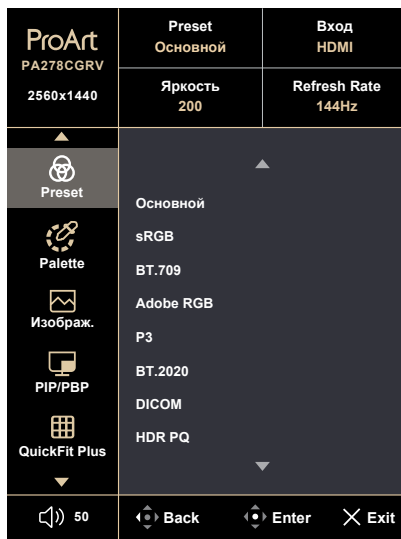 ProArt
PA278CGRV
2560x1440
Preset
Основной
Вход
HDMI
Яркость
200
Refresh Rate
144Hz
Preset
Palette
Изображ.
PIP/PBP
QuickFit Plus
Основной
sRGB
BT.709
Adobe RGB
P3
BT.2020
DICOM
HDR PQ
50
Back
Enter
Exit